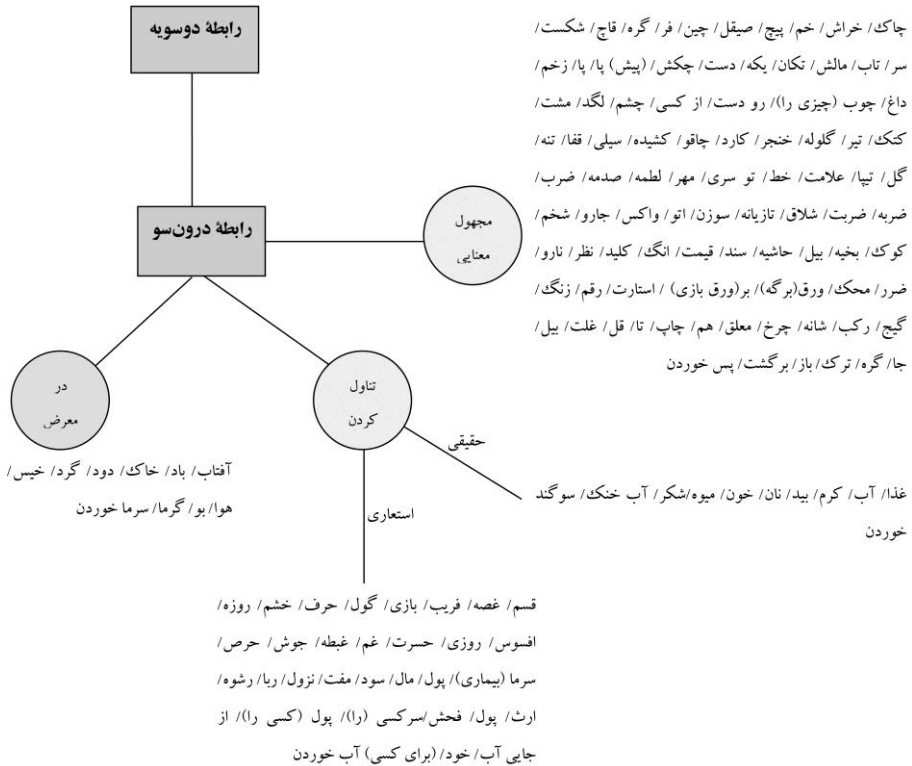 رابطۀ دوسویه
چاک/ خراش/ خم/ پیچ/ صیقل/ چین/ فر/ گره/ قاچ/ شکست/
سر/ تاب/ مالش/ تکان/ یکه/ دست/ چکش/ (پیش) پا/ پا/ زخم/
داغ/ چوب (چیزی را)/ رو دست/ از کسی/ چشم/ لگد/ مشت/
کتک/ تیر/ گلوله/ خنجر/ کارد/ چاقو/ کشیده/ سیلی/ قفا/ تنه/
گل/ تیپا/ علامت/ خط/ تو سری/ مهر/ لطمه/ صدمه/ ضرب/
ضربه/ ضربت/ شلاق/ تازیانه/ سوزن/ اتو/ واکس/ جارو/ شخم/
کوک/ بخیه/ بیل/ حاشیه/ سند/ قیمت/ انگ/ کلید/ نظر/ نارو/
ضرر/ محک/ ورق(برگه)/ بر(ورق بازی) / استارت/ رقم/ زنگ/
گیج/ رکب/ شانه/ چرخ/ معلق/ هم/ چاپ/ تا/ قل/ غلت/ بیل/
جا/ گره/ ترک/ باز/ برگشت/ پس خوردن
رابطۀ درون‌سو
مجهول
معنایی
در
معرض
تناول
کردن
حقیقی
استعاری
آفتاب/ باد/ خاک/ دود/ گرد/ خیس/
هوا/ بو/ گرما/ سرما خوردن
غذا/ آب/ کرم/ بید/ نان/ خون/ میوه/شکر/ آب خنک/ سوگند
خوردن
قسم/ غصه/ فریب/ بازی/ گول/ حرف/ خشم/ روزه/
افسوس/ روزی/ حسرت/ غم/ غبطه/ جوش/ حرص/
سرما (بیماری)/ پول/ مال/ سود/ مفت/ نزول/ ربا/ رشوه/
ارث/ پول/ فحش/سرکسی (را)/ پول (کسی را)/ از
جایی آب/ خود/ (برای کسی) آب خوردن